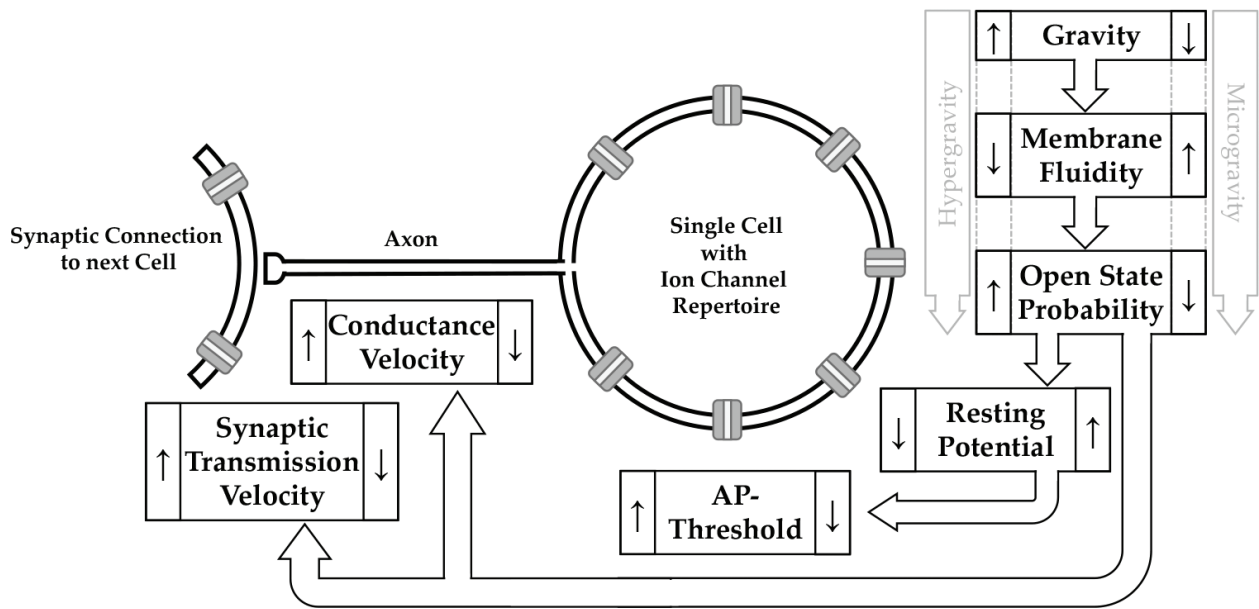 ↑ Gravity ↓
Hypergravity
Microgravity
↓ Membrane ↑
Fluidity
↑ Open State ↓
Probability
Synaptic Connection
to next Cell
Axon
Single Cell
with
Ion Channel
Repertoire
↑ Conductance ↓
Velocity
↓ Resting ↑
Potential
↑ Synaptic ↓
Transmission
Velocity
↑ AP- ↓
Threshold